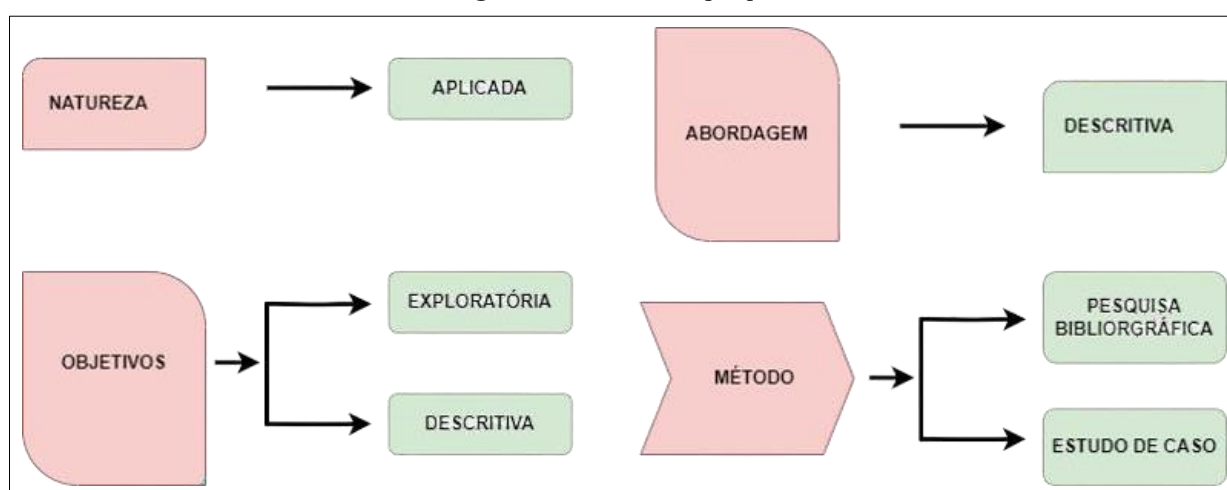 NATUREZA
APLICADA
ABORDAGEM
DESCRITIVA
OBJETIVOS
EXPLORATÓRIA
DESCRITIVA
MÉTODO
PESQUISA
BIBLIORGRÁFICA
ESTUDO DE CASO